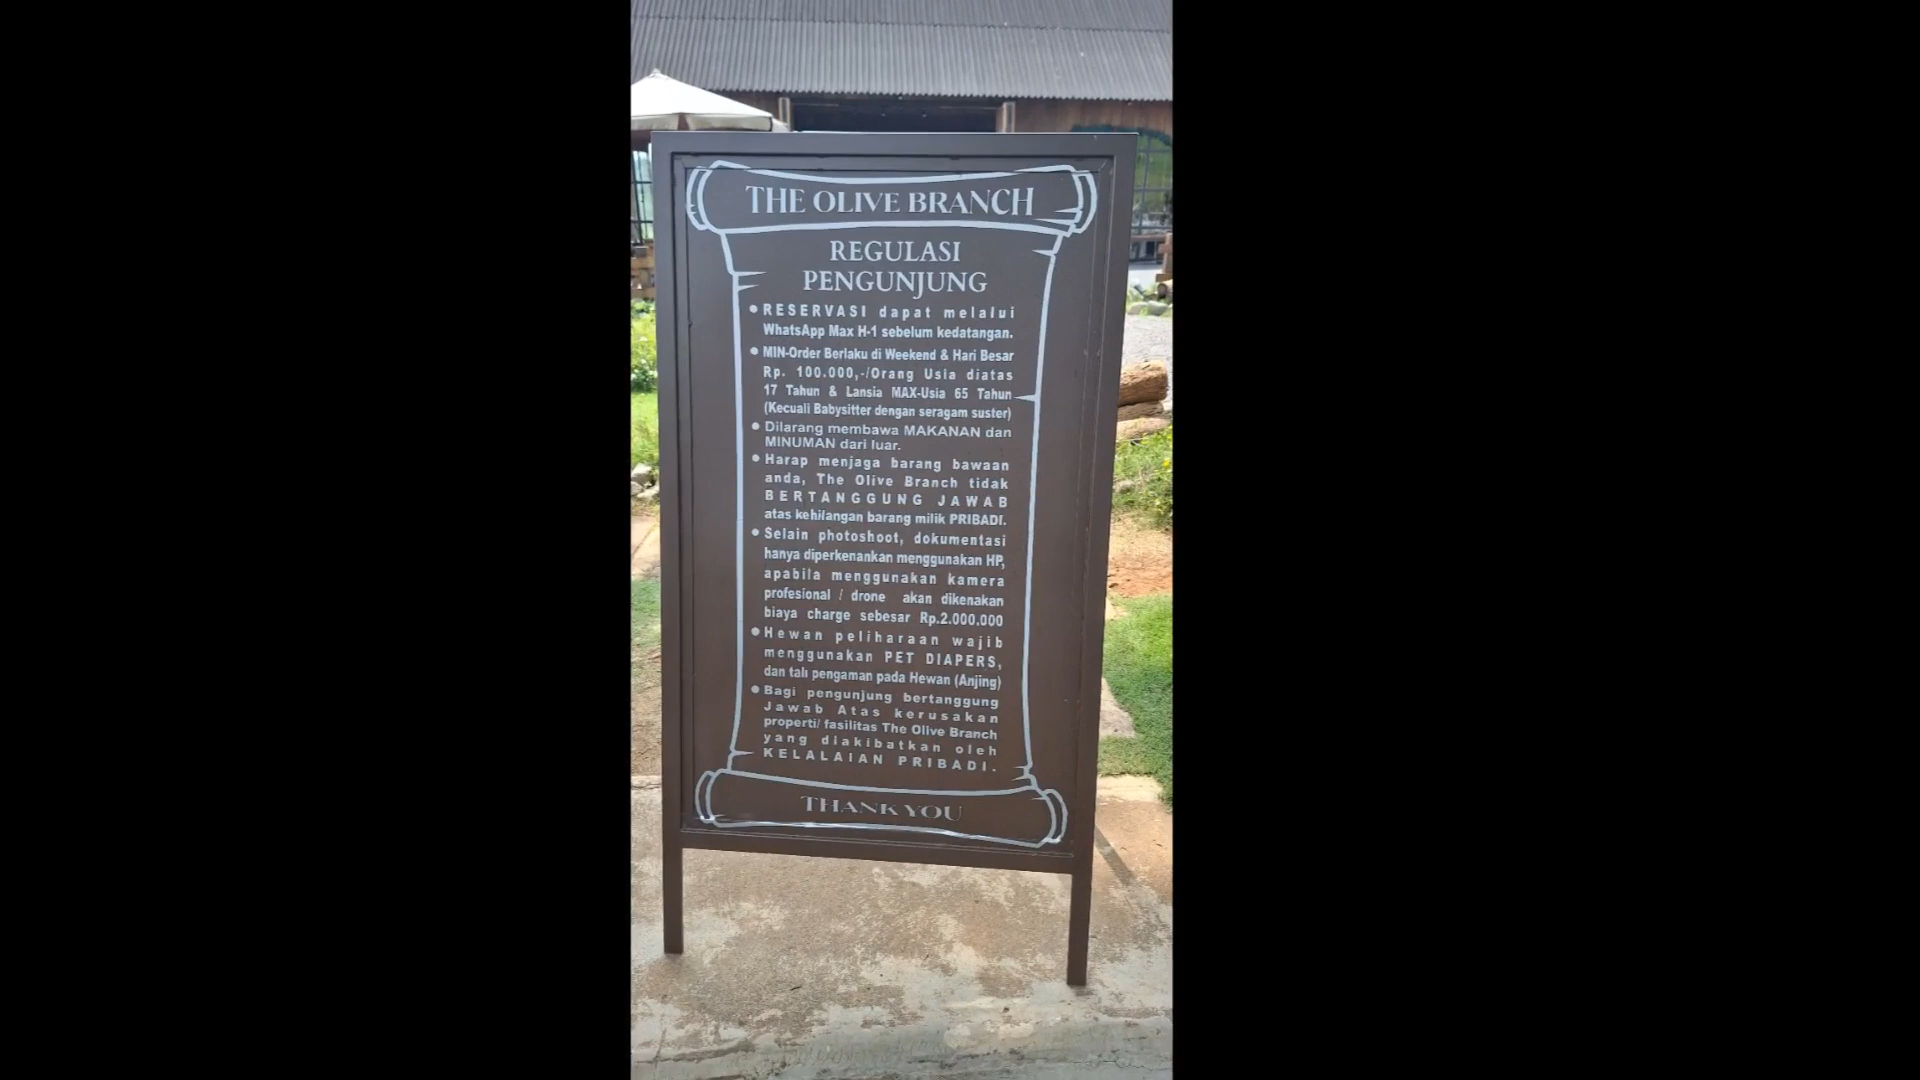 THE OLIVE BRANCH
REGULASI
PENGUNJUNG
• RESERVASI dapat melalui
WhatsApp Max H-1 sebelum kedatangan.
• MIN-Order Berlaku di Weekend & Hari Besar
Rp. 100.000,-/Orang Usia diatas
17 Tahun & Lansia MAX-Usia 65 Tahun
(Kecuali Babysitter dengan seragam suster)
• Dilarang membawa MAKANAN dan
MINUMAN dari luar.
• Harap menjaga barang bawaan
anda, The Olive Branch tidak
BERTANGGUNG JAWAB
atas kehilangan barang milik PRIBADI.
• Selain photoshoot, dokumentasi
hanya diperkenankan menggunakan HP,
apabila menggunakan kamera
profesional / drone akan dikenakan
biaya charge sebesar Rp.2.000.000
• Hewan peliharaan wajib
menggunakan PET DIAPERS,
dan tali pengaman pada Hewan (Anjing)
• Bagi pengunjung bertanggung
Jawab Atas kerusakan
properti/ fasilitas The Olive Branch
yang diakibatkan oleh
KELALAIAN PRIBADI.
THANK YOU